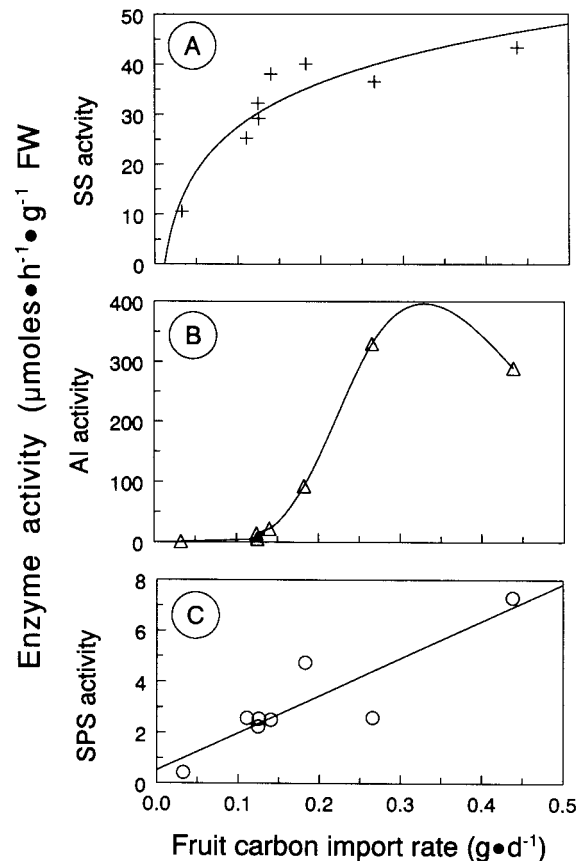 Enzyme activity (μmoles•h⁻¹•g⁻¹ FW
SS actvity
50
40
30
20
10
0
A
AI activity
400
300
200
100
0
B
SPS activity
8
6
4
2
0
C
0.0 0.1 0.2 0.3 0.4 0.5
Fruit carbon import rate (g•d⁻¹)